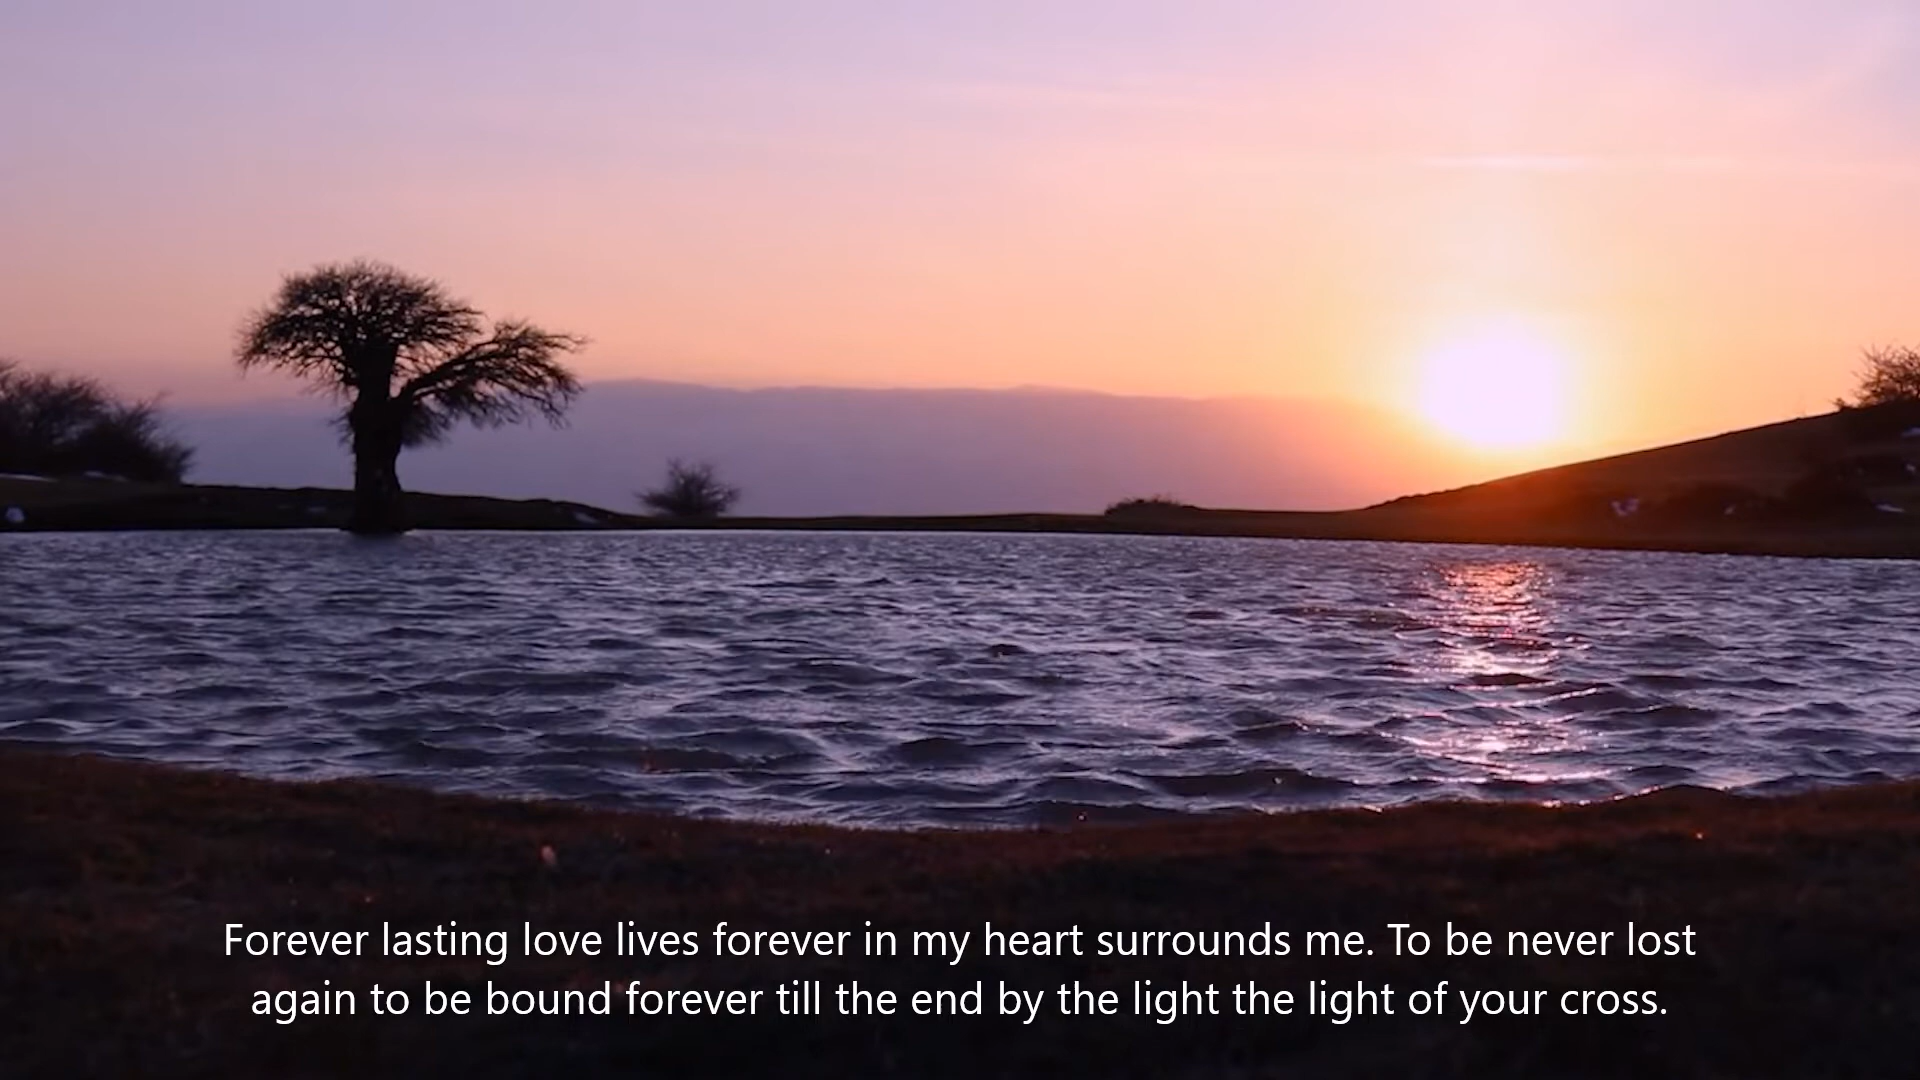 Forever lasting love lives forever in my heart surrounds me. To be never lost
again to be bound forever till the end by the light the light of your cross.